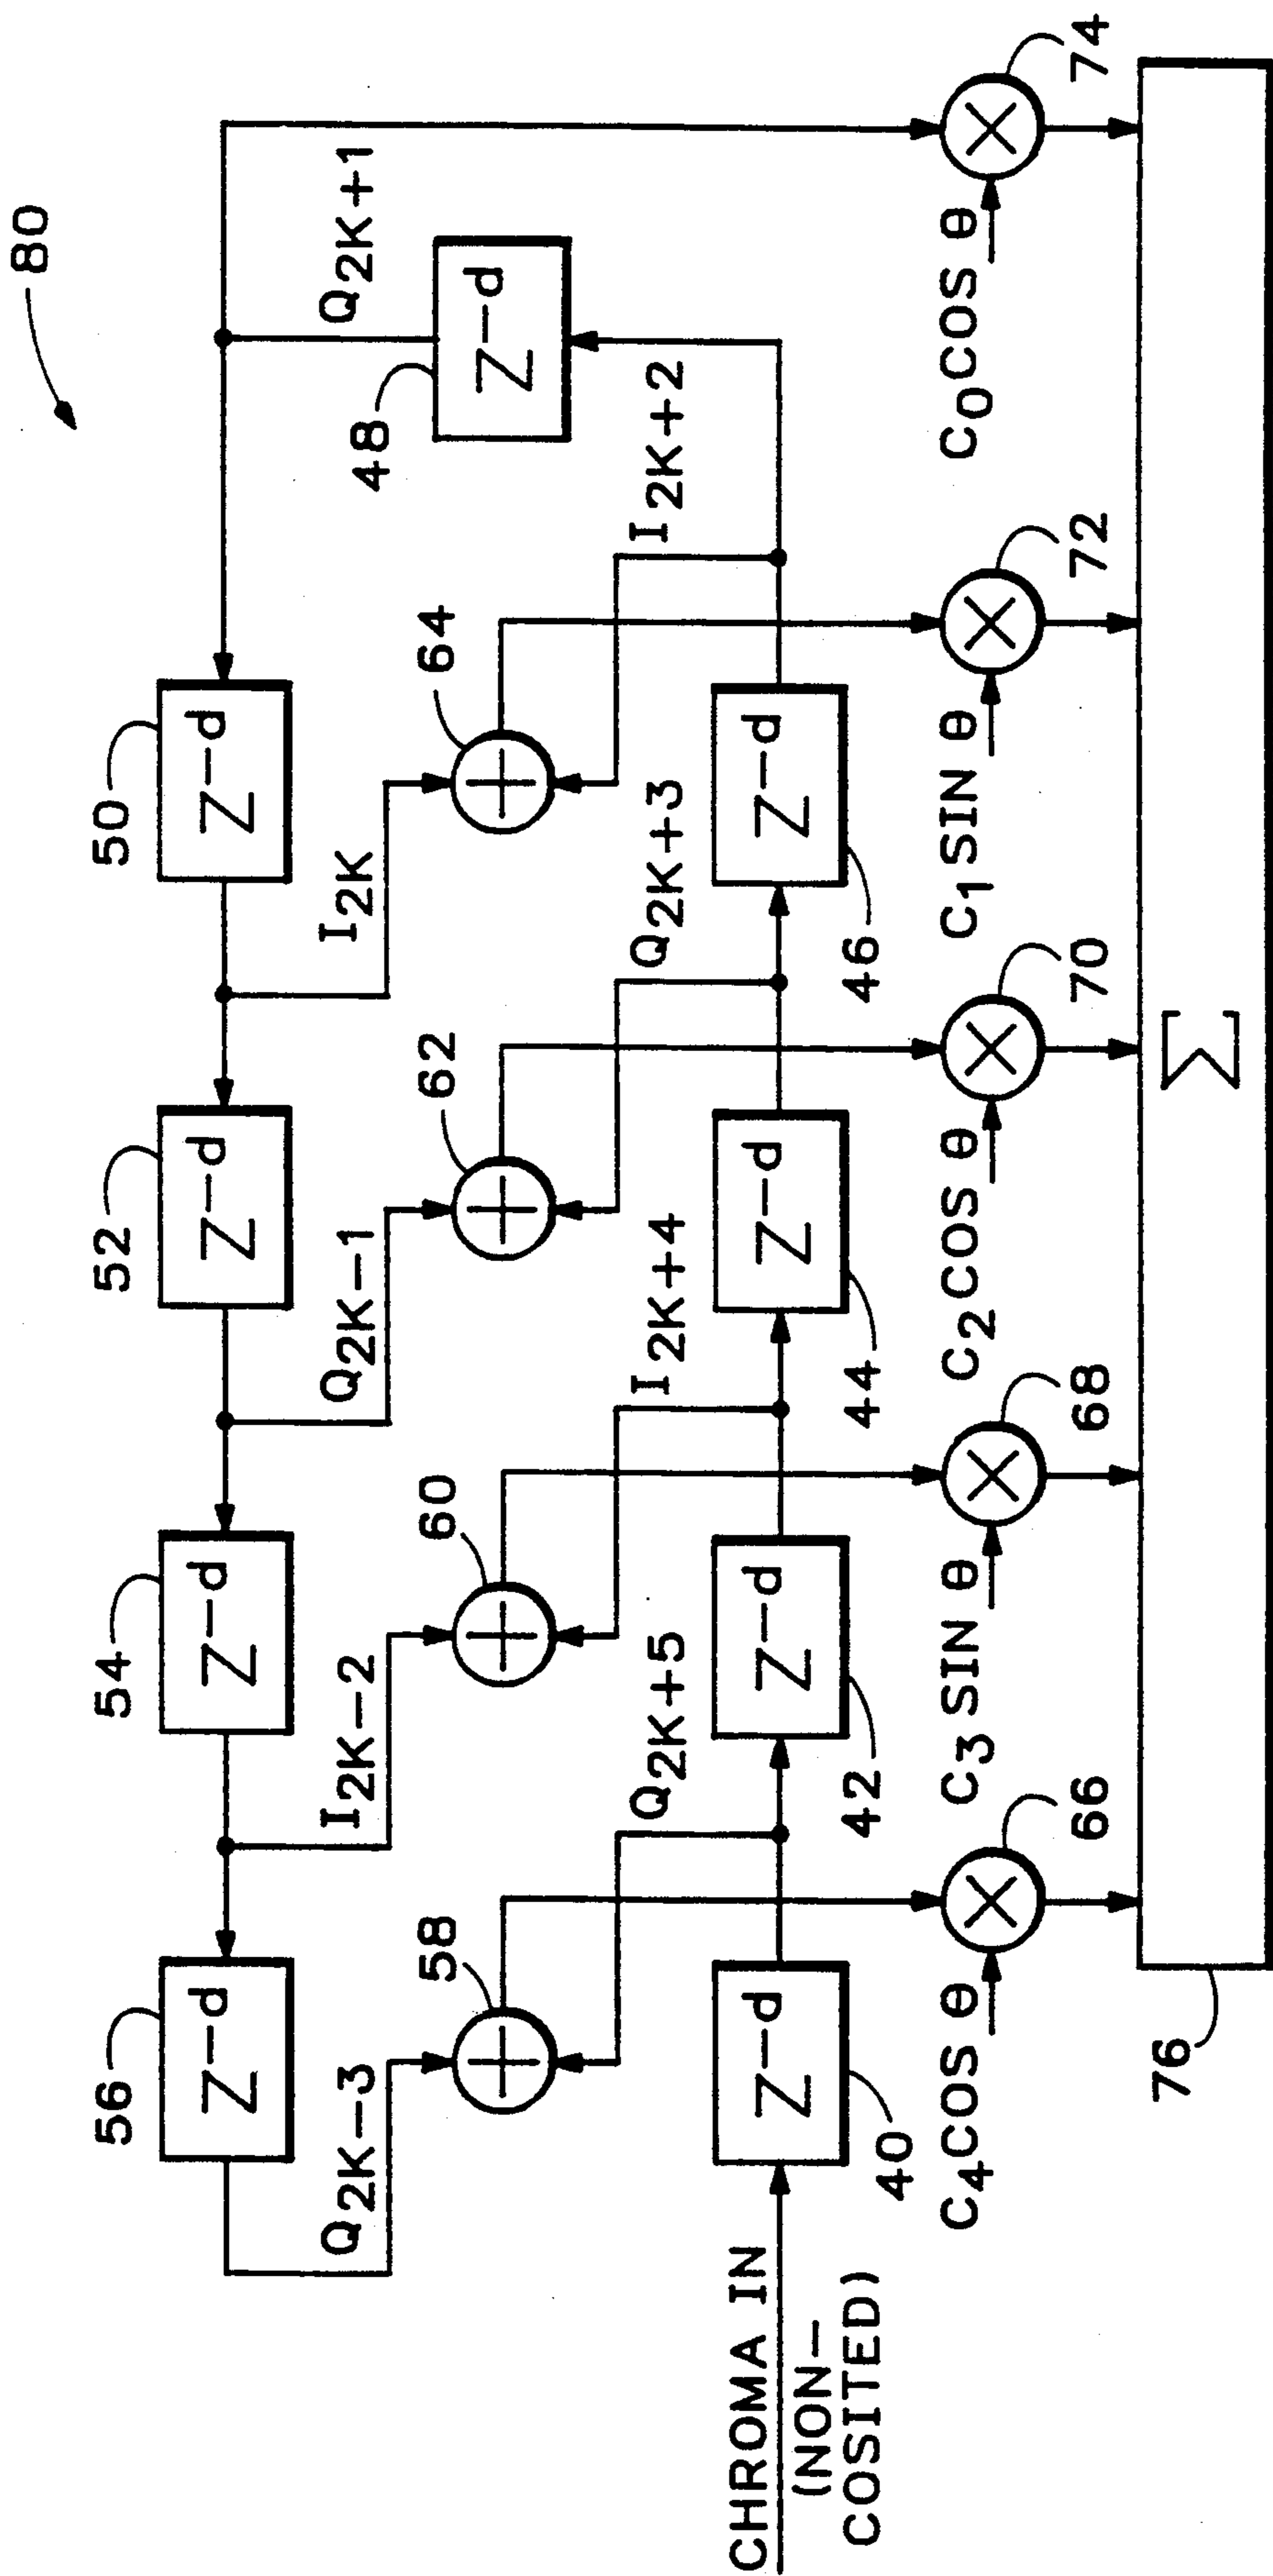 80
56 54 52 50
Z⁻ᵈ Z⁻ᵈ Z⁻ᵈ Z⁻ᵈ
Q₂K₋₃ I₂K₋₂ Q₂K₋₁ I₂K Q₂K₊₁
58 60 62 64 48
+ + + + Z⁻ᵈ
Q₂K₊₅ I₂K₊₄ Q₂K₊₃ I₂K₊₂
CHROMA IN
(NON-
COSITED)
Z⁻ᵈ Z⁻ᵈ Z⁻ᵈ Z⁻ᵈ
40 42 44 46
C₄COS θ C₃SIN θ C₂COS θ C₁SIN θ C₀COS θ
× × × × ×
66 68 70 72 74
Σ
76